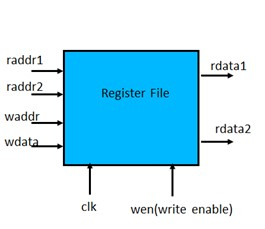 raddr1
raddr2
waddr
wdata
Register File
rdata1
rdata2
clk
wen(write enable)